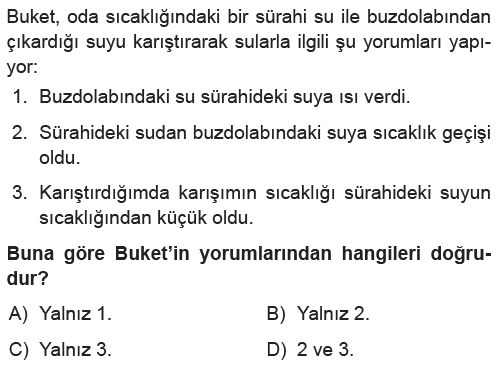 Buket, oda sıcaklığındaki bir sürahi su ile buzdolabından
çıkardığı suyu karıştırarak sularla ilgili şu yorumları yapı-
yor:
1. Buzdolabındaki su sürahideki suya ısı verdi.
2. Sürahideki sudan buzdolabındaki suya sıcaklık geçişi
oldu.
3. Karıştırdığımda karışımın sıcaklığı sürahideki suyun
sıcaklığından küçük oldu.
Buna göre Buket'in yorumlarından hangileri doğru-
dur?
A) Yalnız 1. B) Yalnız 2.
C) Yalnız 3. D) 2 ve 3.